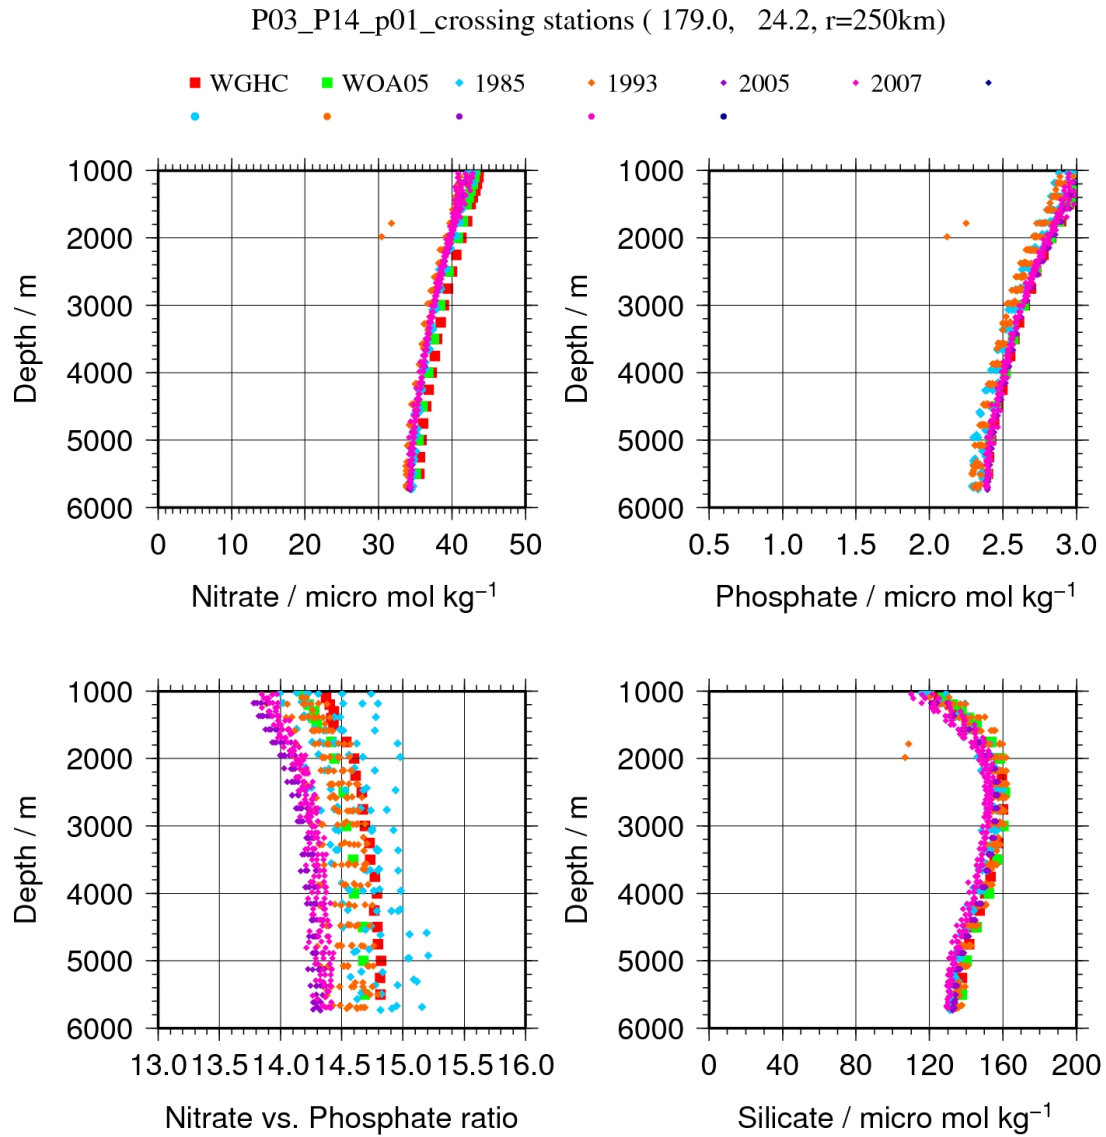 P03_P14_p01_crossing stations ( 179.0, 24.2, r=250km)
WGHC WOA05 1985 1993 2005 2007
1000 1000
2000 2000
3000 3000
4000 4000
5000 5000
6000 6000
Depth / m Depth / m
0 10 20 30 40 50 0.5 1.0 1.5 2.0 2.5 3.0
Nitrate / micro mol kg⁻¹ Phosphate / micro mol kg⁻¹
1000 1000
2000 2000
3000 3000
4000 4000
5000 5000
6000 6000
Depth / m Depth / m
13.0 13.5 14.0 14.5 15.0 15.5 16.0 0 40 80 120 160 200
Nitrate vs. Phosphate ratio Silicate / micro mol kg⁻¹